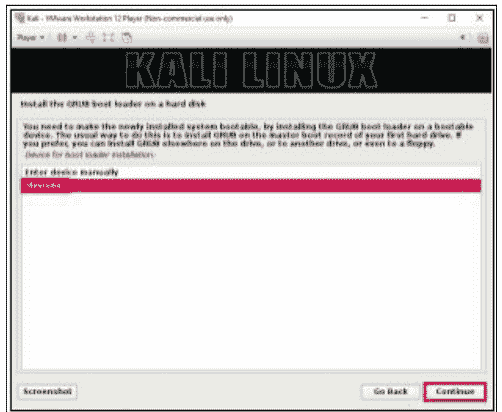 Kali - VMware Workstation 12 Player (Non-commercial use only)
Player
KALI LINUX
Install the GRUB boot loader on a hard disk
You need to make the newly installed system bootable, by installing the GRUB boot loader on a bootable
device. The usual way to do this is to install GRUB on the master boot record of your first hard drive. If
you prefer, you can install GRUB elsewhere on the drive, or to another drive, or even to a floppy.
Device for boot loader installation:
Enter device manually
Screenshot
Go Back
Continue